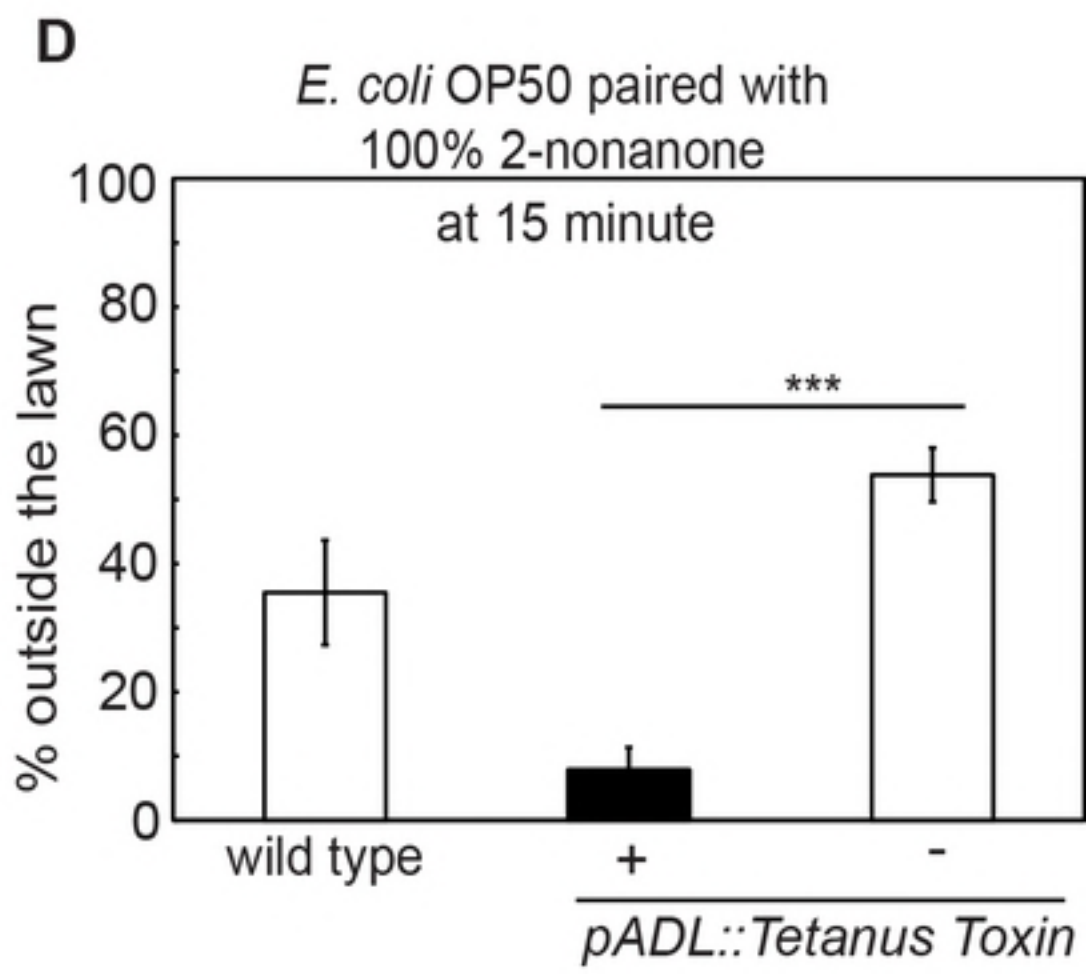 D
E. coli OP50 paired with
100% 2-nonanone
at 15 minute
100
80
60
40
20
0
% outside the lawn
***
wild type
+
-
pADL::Tetanus Toxin